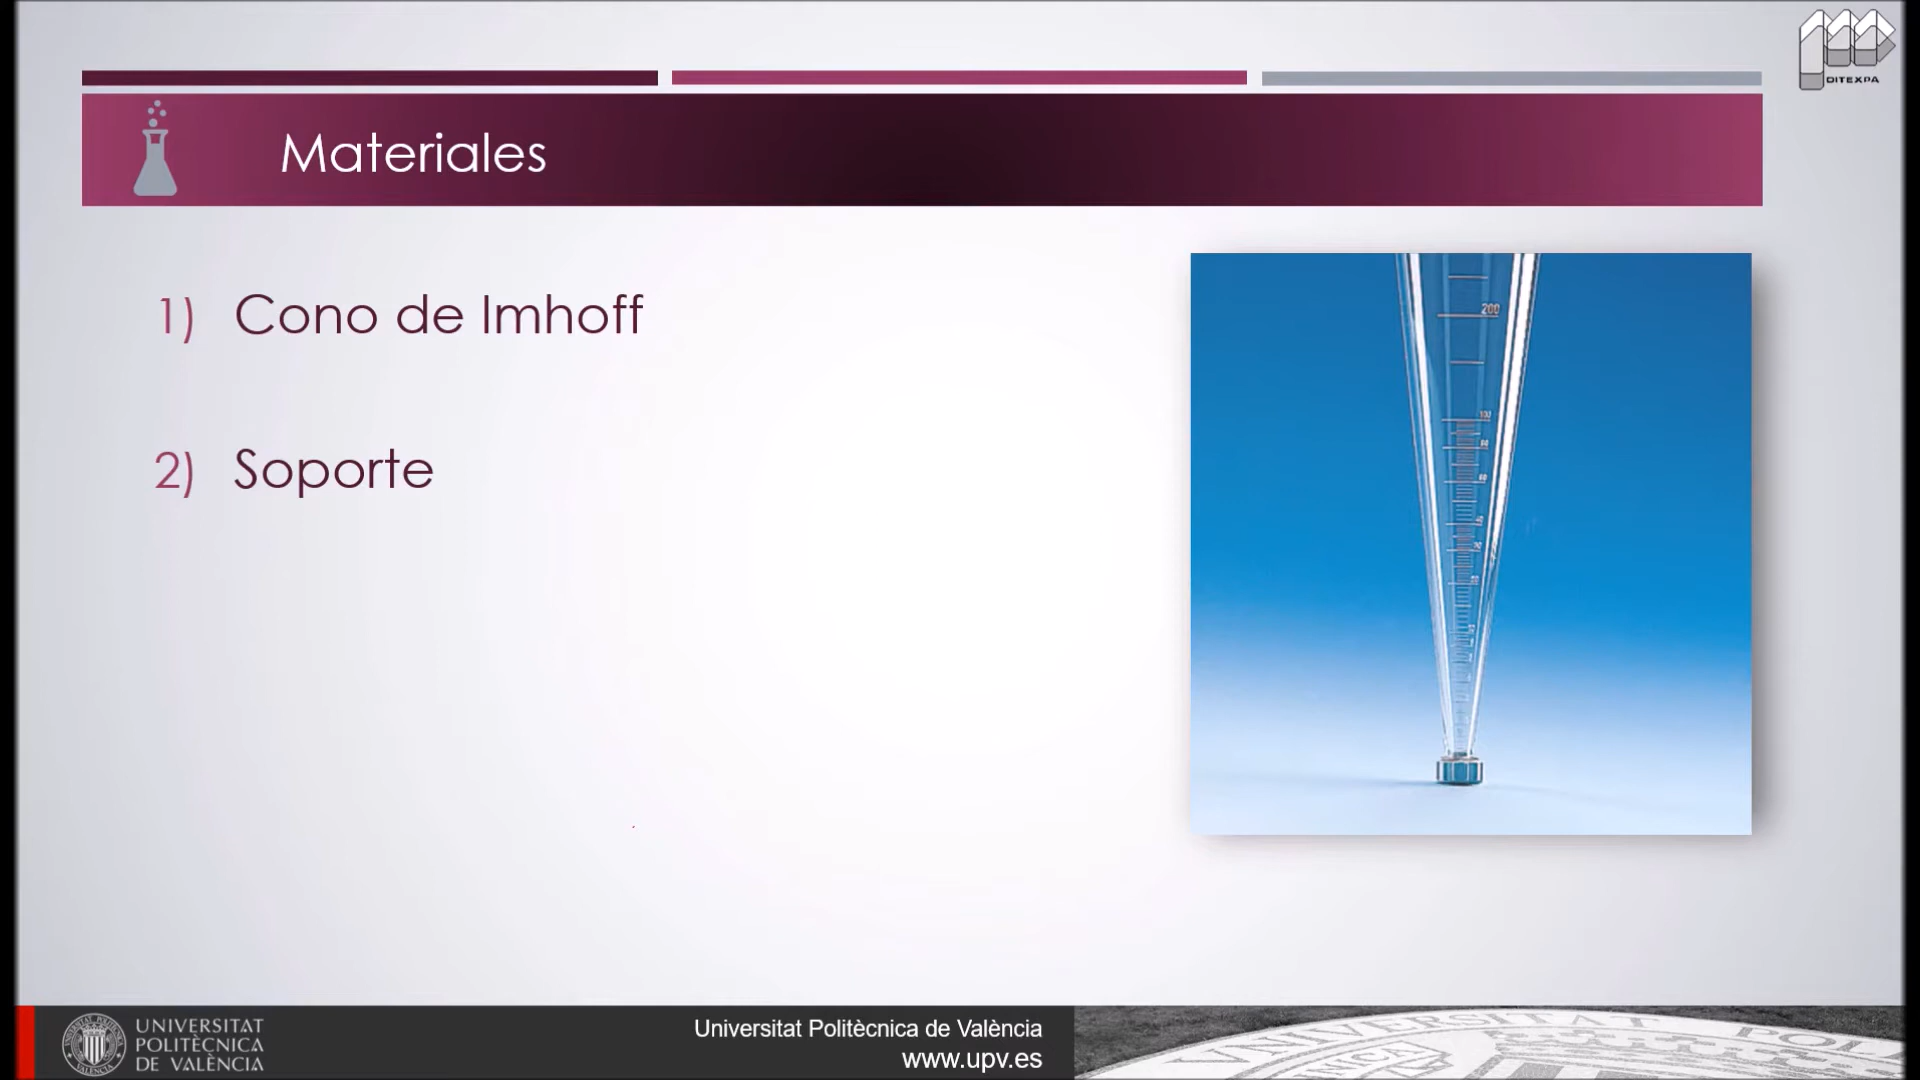 DITEXPA
Materiales
1) Cono de Imhoff
2) Soporte
200
100
UNIVERSITAT
POLITÈCNICA
DE VALÈNCIA
Universitat Politècnica de València
www.upv.es